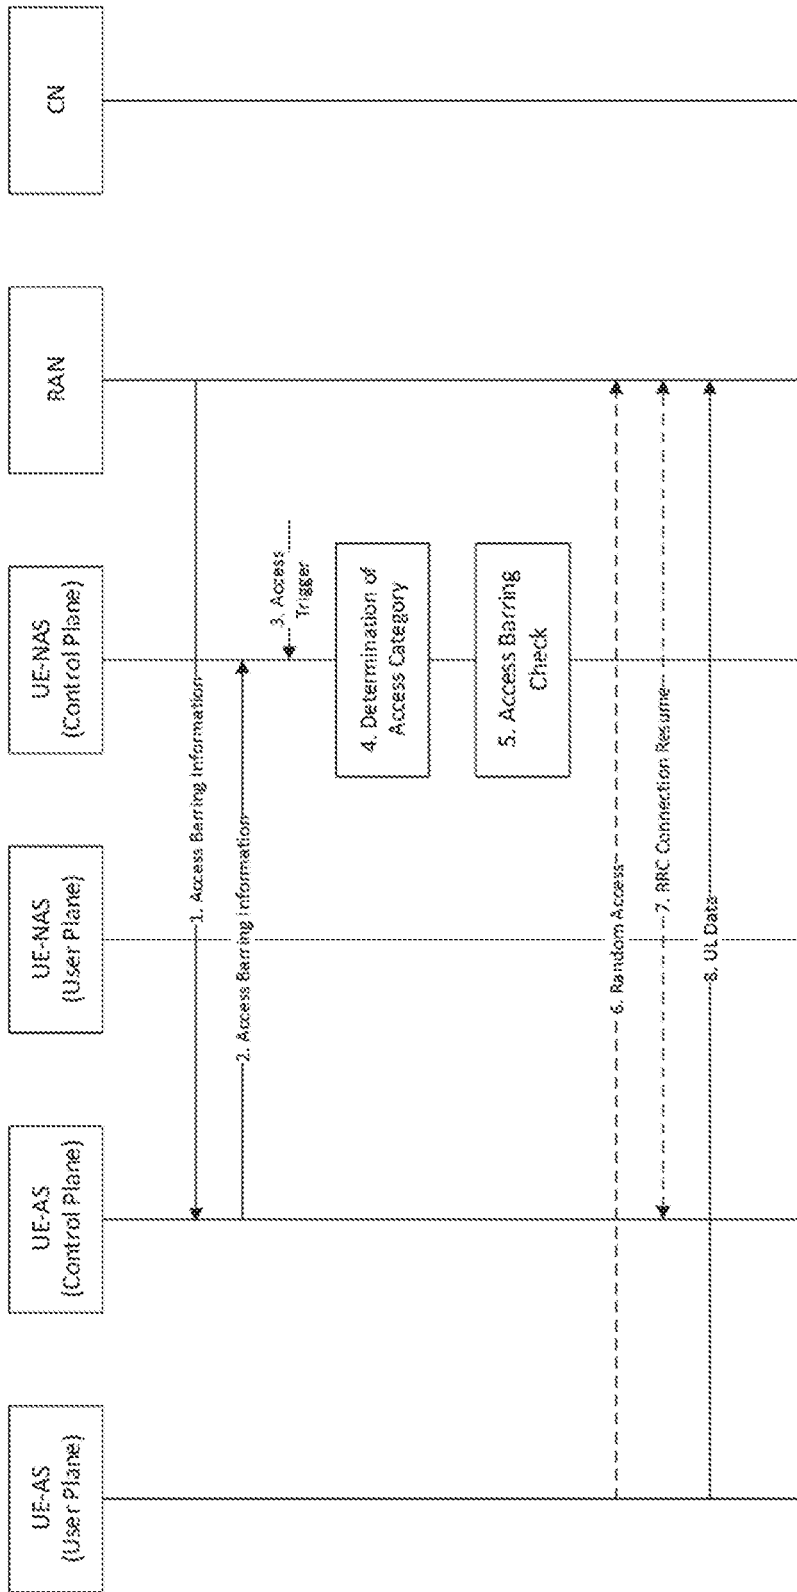 UE-AS
(User Plane)
UE-AS
(Control Plane)
UE-NAS
(User Plane)
UE-NAS
(Control Plane)
RAN
CN
1. Access Barring Information
2. Access Barring Information
3. Access
Trigger
4. Determination of
Access Category
5. Access Barring
Check
6. Random Access
7. RRC Connection Resume
8. UL Data